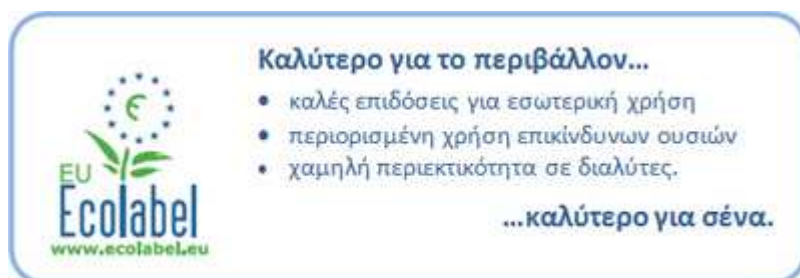 Καλύτερο για το περιβάλλον...
• καλές επιδόσεις για εσωτερική χρήση
• περιορισμένη χρήση επικίνδυνων ουσιών
• χαμηλή περιεκτικότητα σε διαλύτες.
...καλύτερο για σένα.
EU
Ecolabel
www.ecolabel.eu